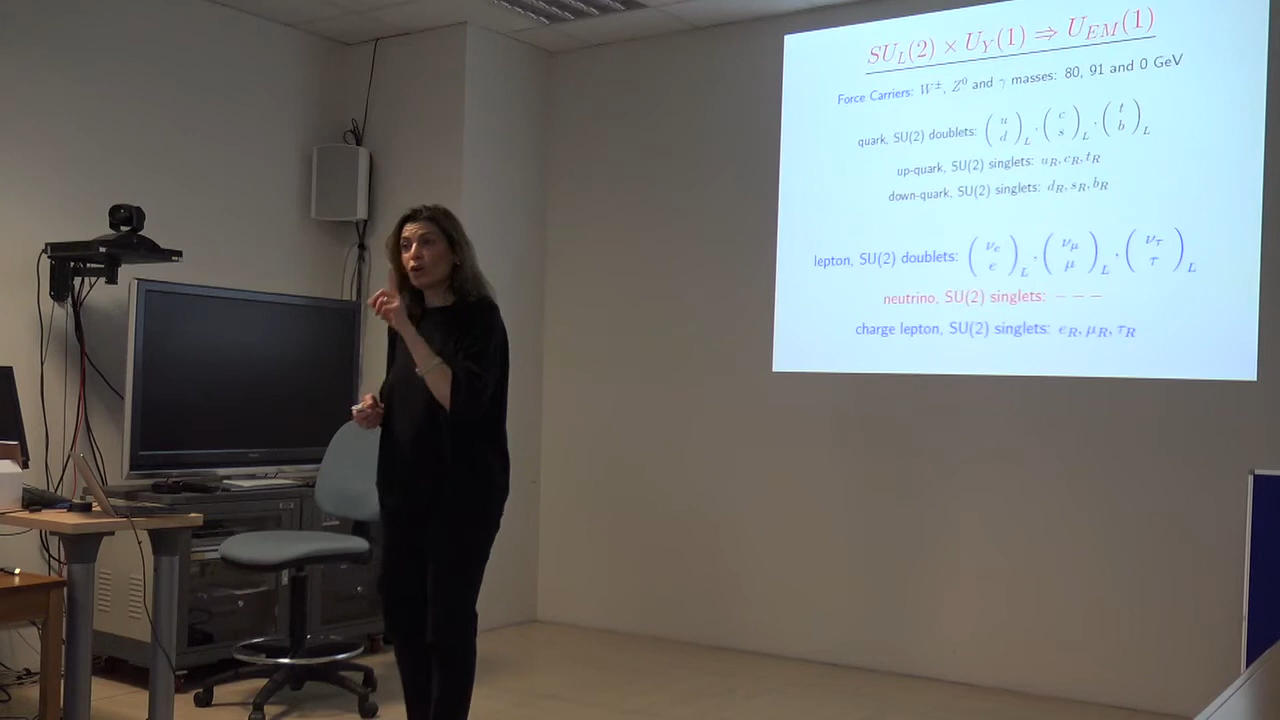 SU_L(2) × U_Y(1) ⇒ U_EM(1)
Force Carriers: W^±, Z^0 and γ masses: 80, 91 and 0 GeV
quark, SU(2) doublets: (u d)_L, (c s)_L, (t b)_L
up-quark, SU(2) singlets: u_R, c_R, t_R
down-quark, SU(2) singlets: d_R, s_R, b_R
lepton, SU(2) doublets: (ν_e e)_L, (ν_μ μ)_L, (ν_τ τ)_L
neutrino, SU(2) singlets: − − −
charge lepton, SU(2) singlets: e_R, μ_R, τ_R